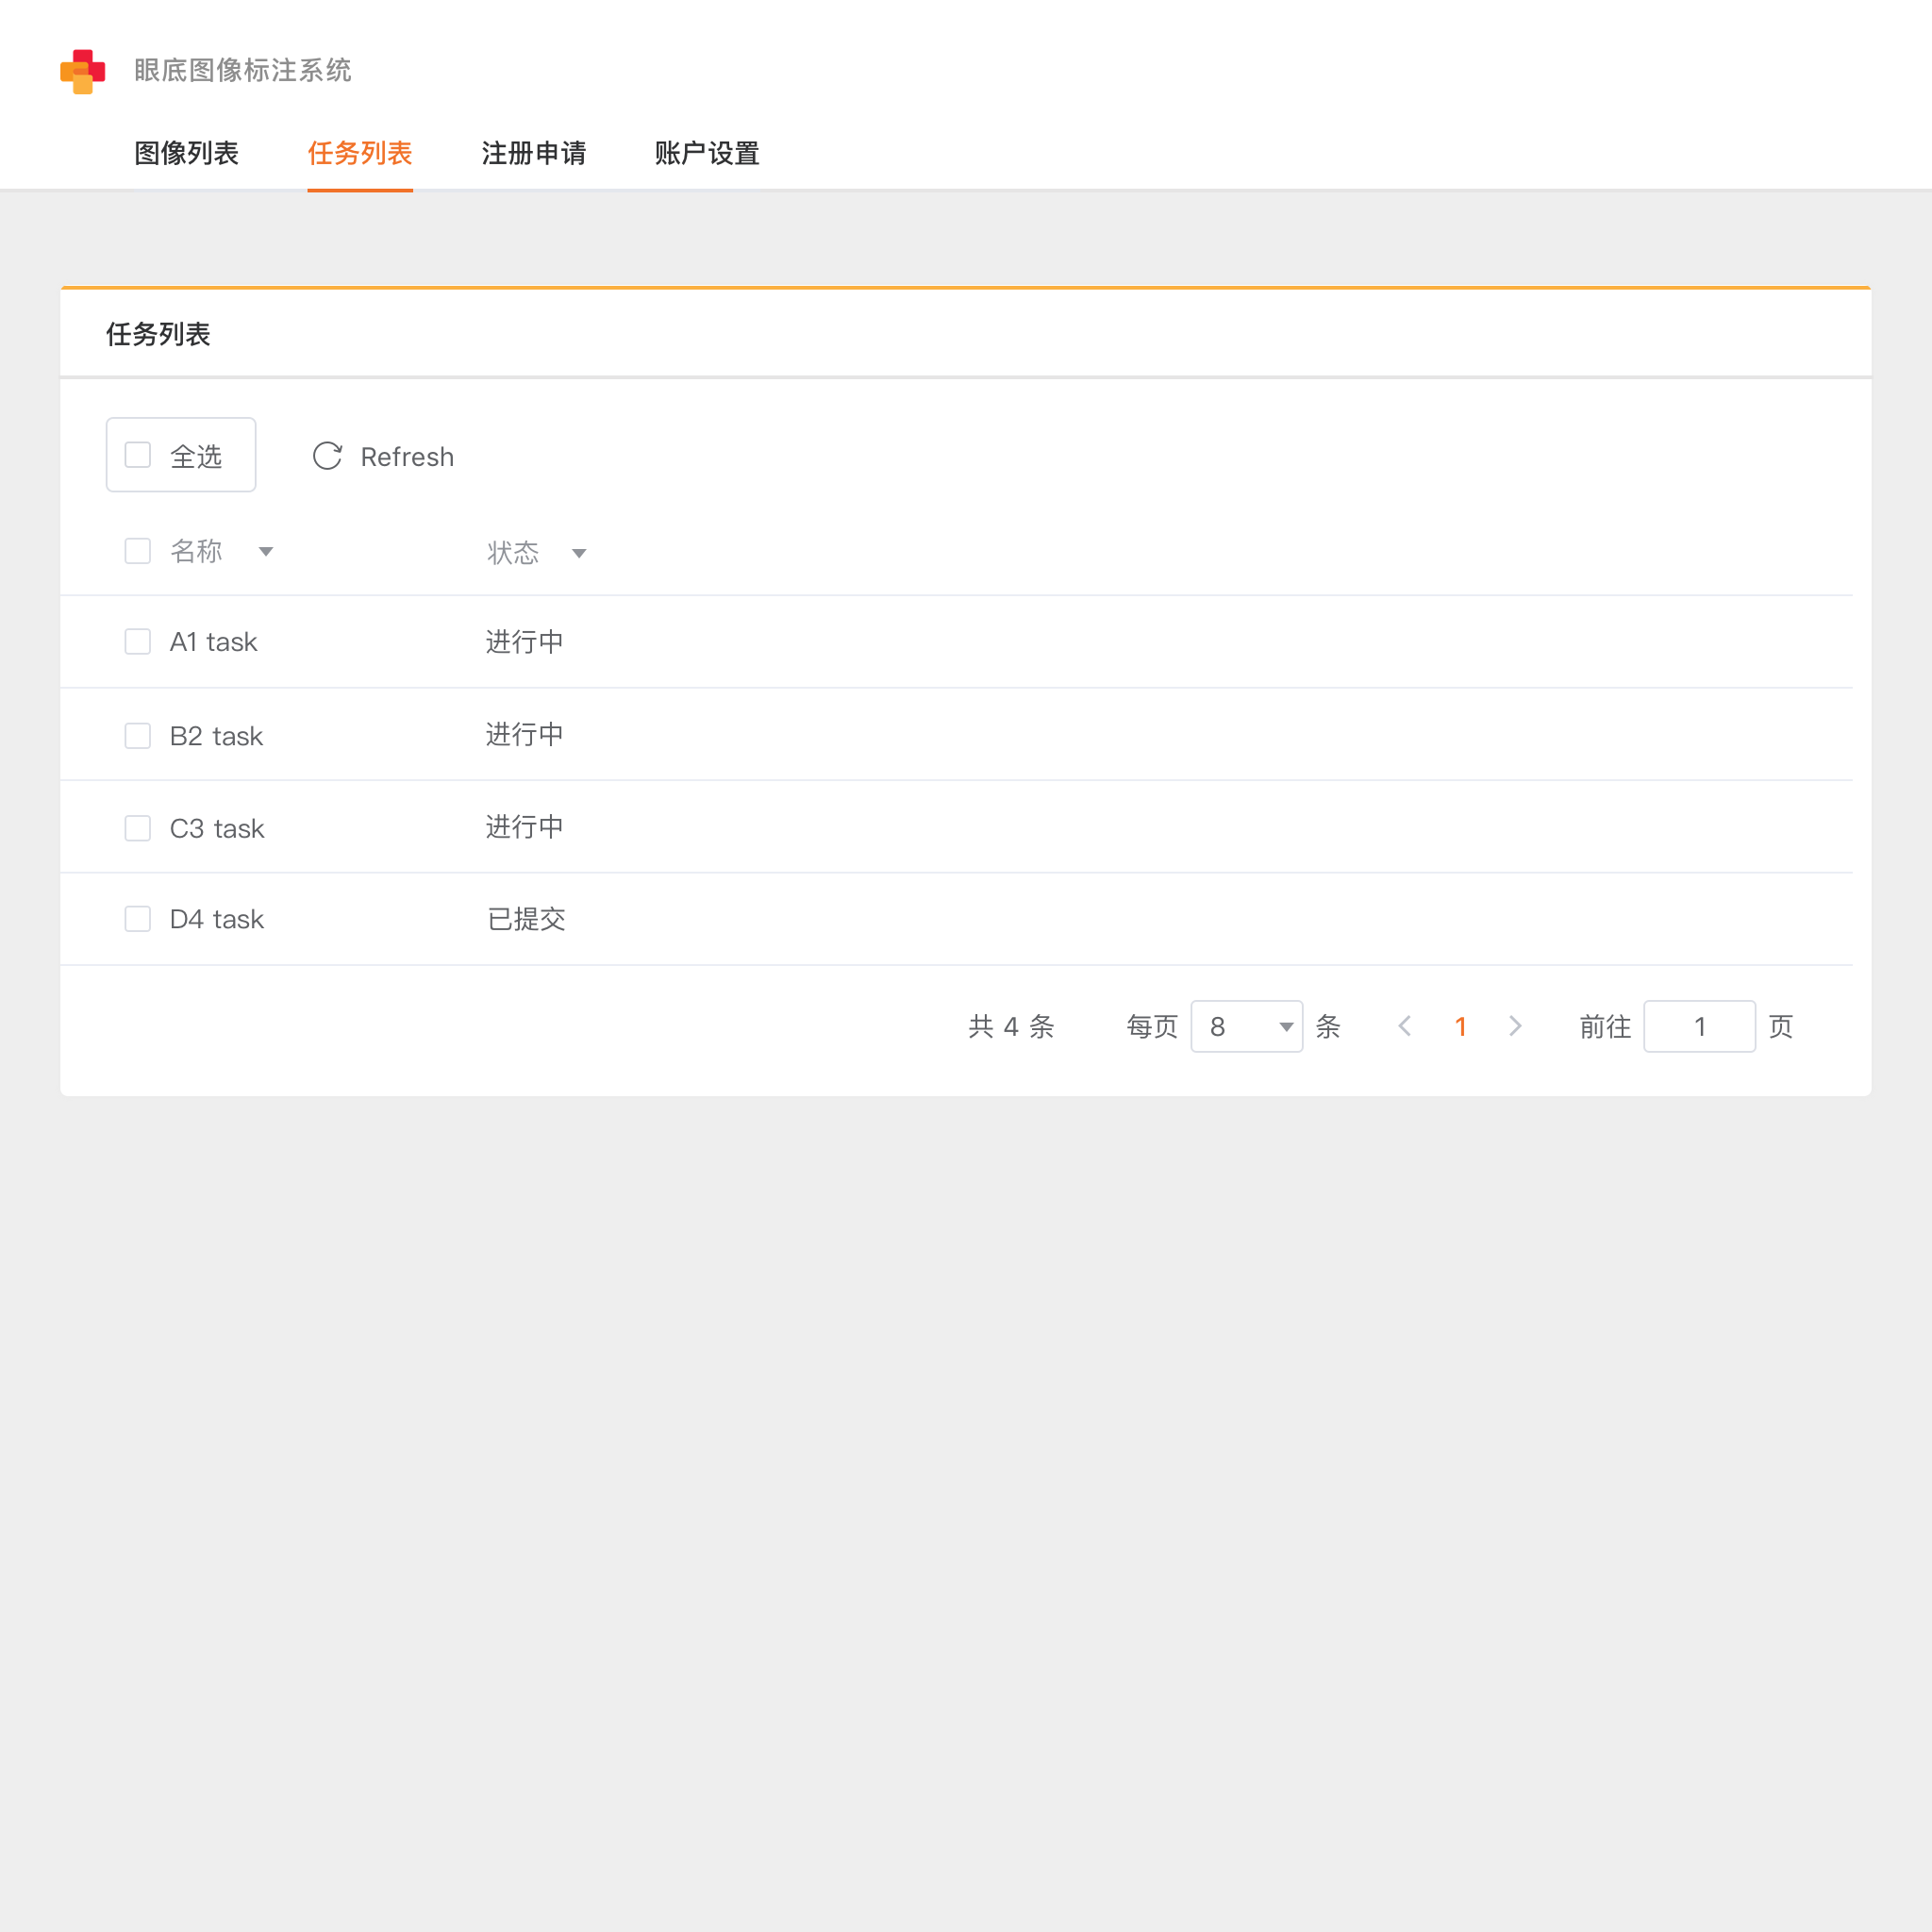 眼底图像标注系统
图像列表 任务列表 注册申请 账户设置
任务列表
全选 Refresh
名称 状态
A1 task 进行中
B2 task 进行中
C3 task 进行中
D4 task 已提交
共 4 条 每页 8 条 1 前往 1 页